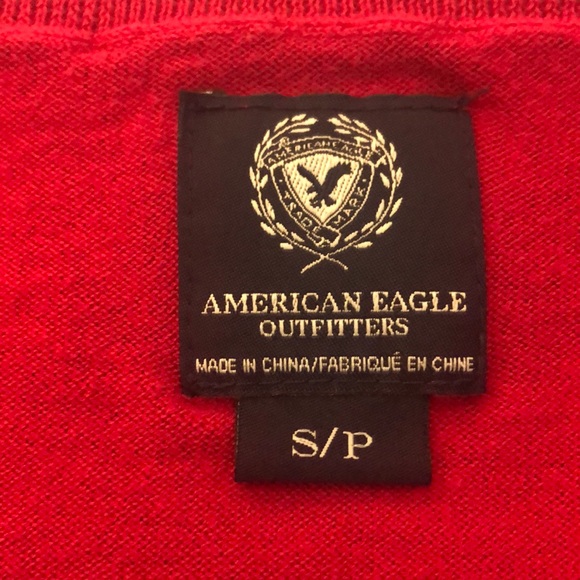 AMERICAN EAGLE
TRADE MARK
AMERICAN EAGLE
OUTFITTERS
MADE IN CHINA/FABRIQUÉ EN CHINE
S/P